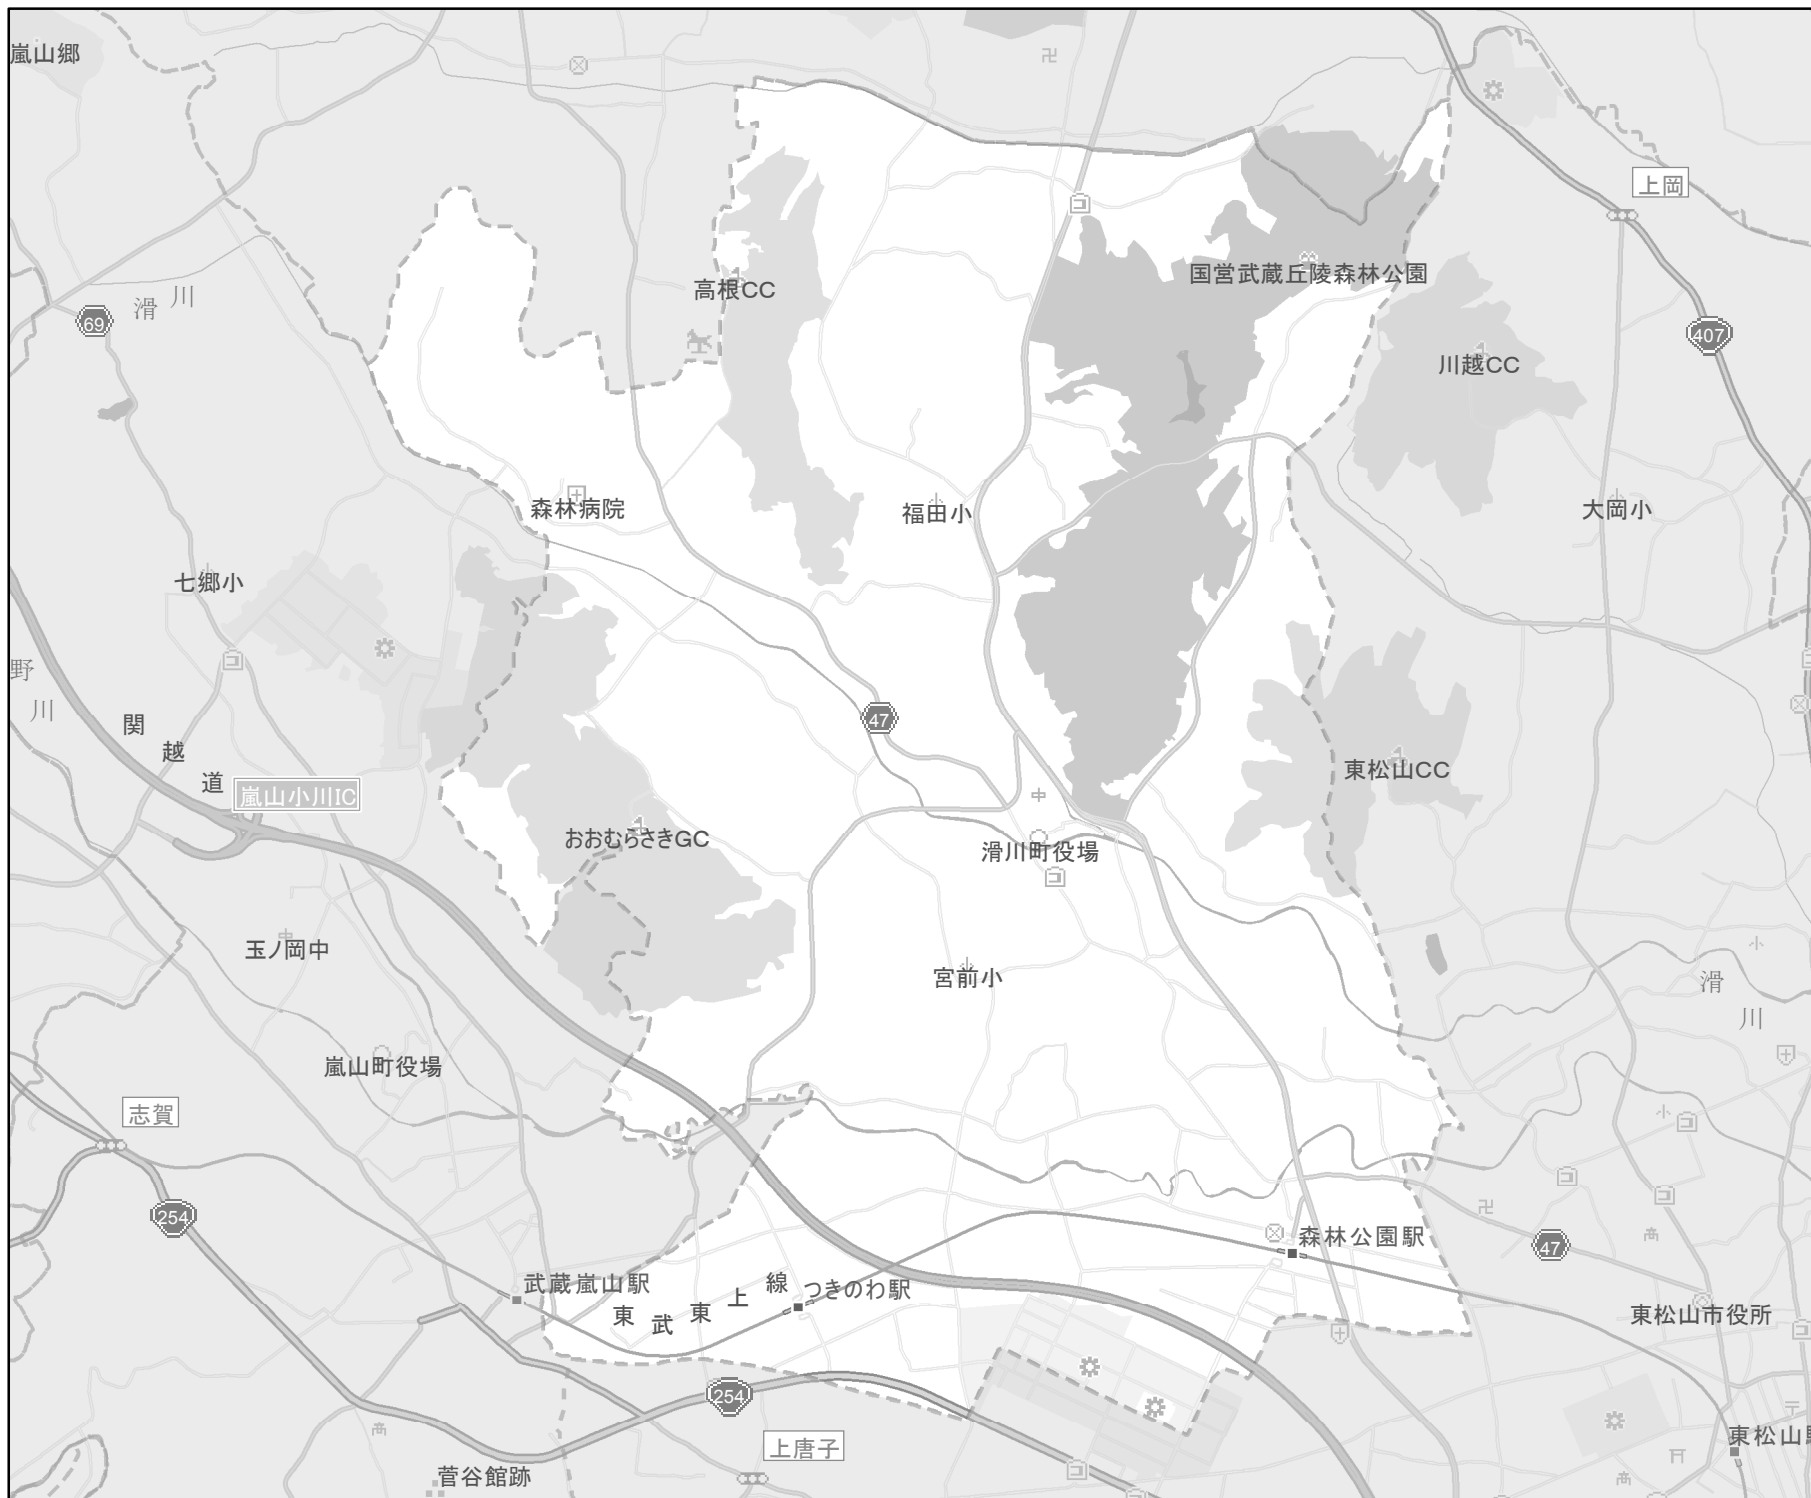 嵐山郷
上岡
国営武蔵丘陵森林公園
高根CC
滑
川
69
407
川越CC
森林病院
福田小
大岡小
七郷小
野
川
関
越
道
47
東松山CC
嵐山小川IC
おおむらさきGC
中
滑川町役場
中
玉ノ岡中
小
宮前小
小
滑
川
嵐山町役場
志賀
小
254
森林公園駅
47
武蔵嵐山駅
東
武
東
上
線
つきのわ駅
東松山市役所
254
上唐子
東松山駅
菅谷館跡